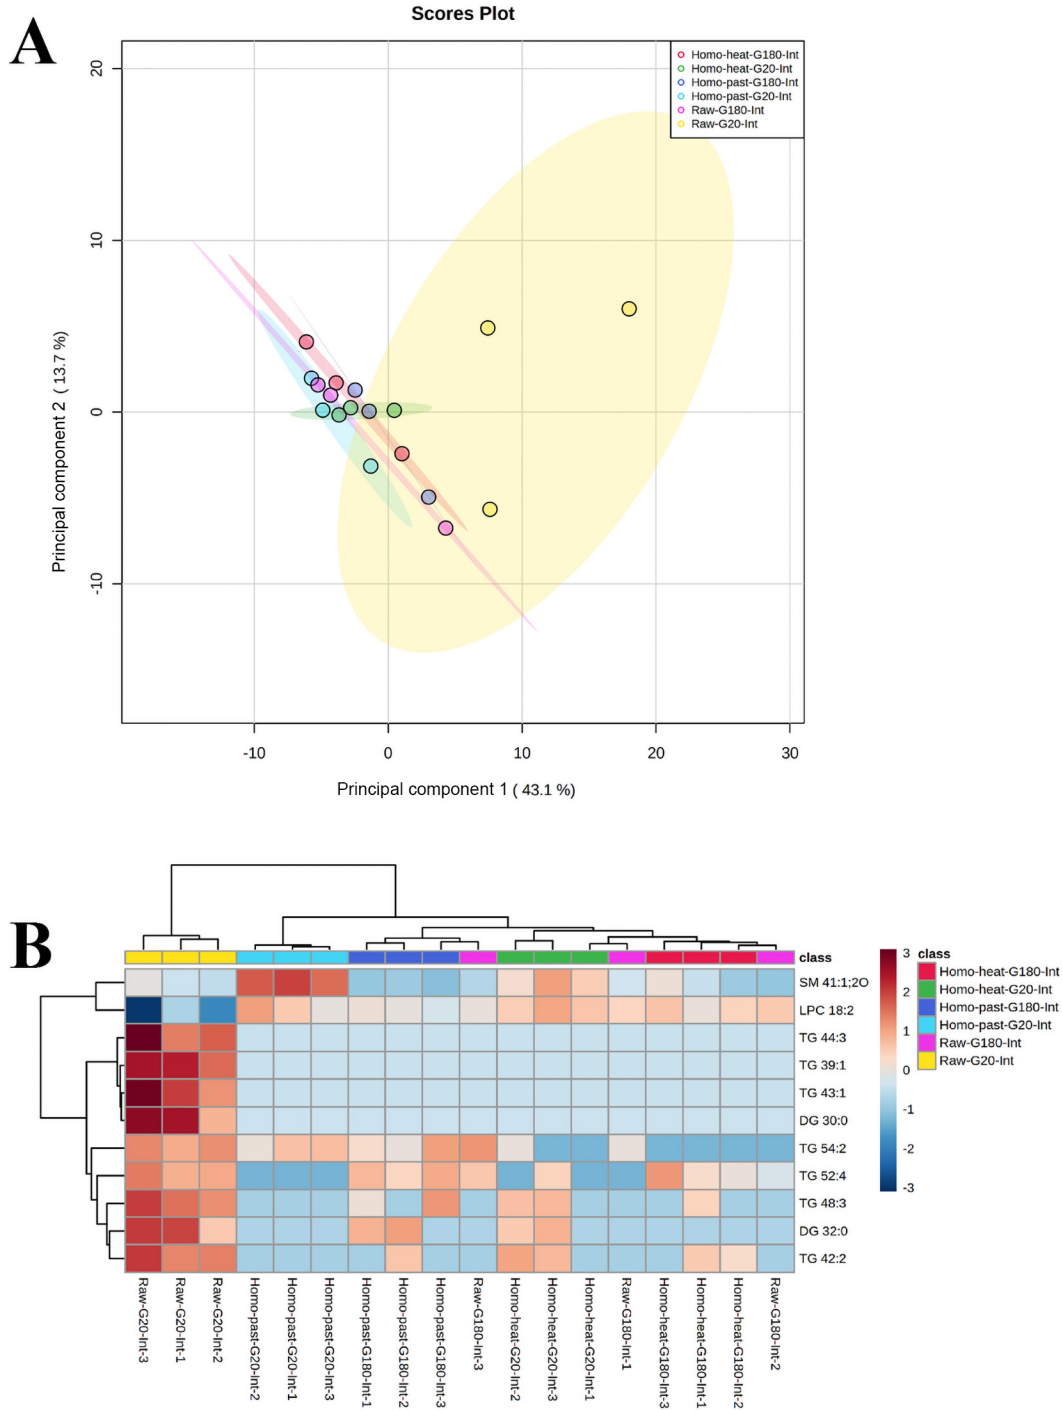 A
Scores Plot
Homo-heat-G180-Int
Homo-heat-G20-Int
Homo-past-G180-Int
Homo-past-G20-Int
Raw-G180-Int
Raw-G20-Int
20
10
0
-10
Principal component 2 ( 13.7 %)
-10
0
10
20
30
Principal component 1 ( 43.1 %)
B
class
SM 41:1;2O
LPC 18:2
TG 44:3
TG 39:1
TG 43:1
DG 30:0
TG 54:2
TG 52:4
TG 48:3
DG 32:0
TG 42:2
3
2
1
0
-1
-2
-3
class
Homo-heat-G180-Int
Homo-heat-G20-Int
Homo-past-G180-Int
Homo-past-G20-Int
Raw-G180-Int
Raw-G20-Int
Raw-G20-Int-3
Raw-G20-Int-1
Raw-G20-Int-2
Homo-past-G20-Int-2
Homo-past-G20-Int-1
Homo-past-G20-Int-3
Homo-past-G180-Int-1
Homo-past-G180-Int-2
Homo-past-G180-Int-3
Raw-G180-Int-3
Homo-heat-G20-Int-2
Homo-heat-G20-Int-3
Homo-heat-G20-Int-1
Raw-G180-Int-1
Homo-heat-G180-Int-3
Homo-heat-G180-Int-1
Homo-heat-G180-Int-2
Raw-G180-Int-2